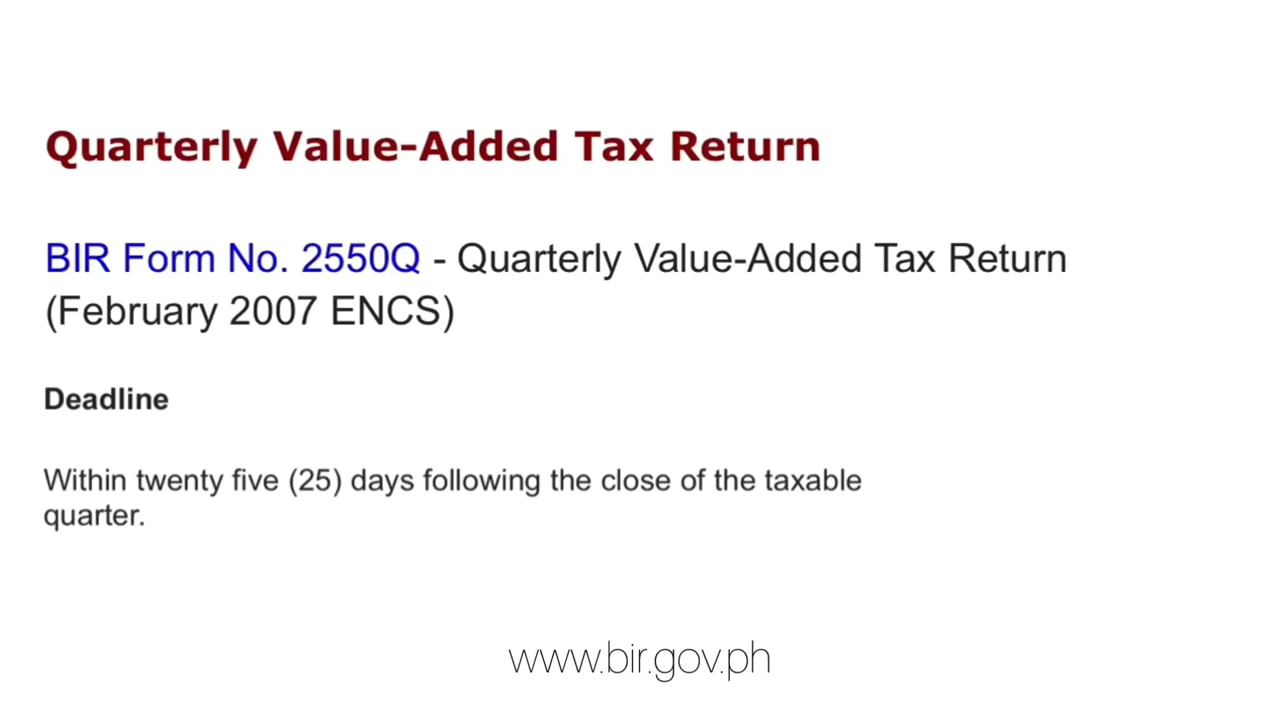 Quarterly Value-Added Tax Return
BIR Form No. 2550Q - Quarterly Value-Added Tax Return
(February 2007 ENCS)
Deadline
Within twenty five (25) days following the close of the taxable
quarter.
www.bir.gov.ph